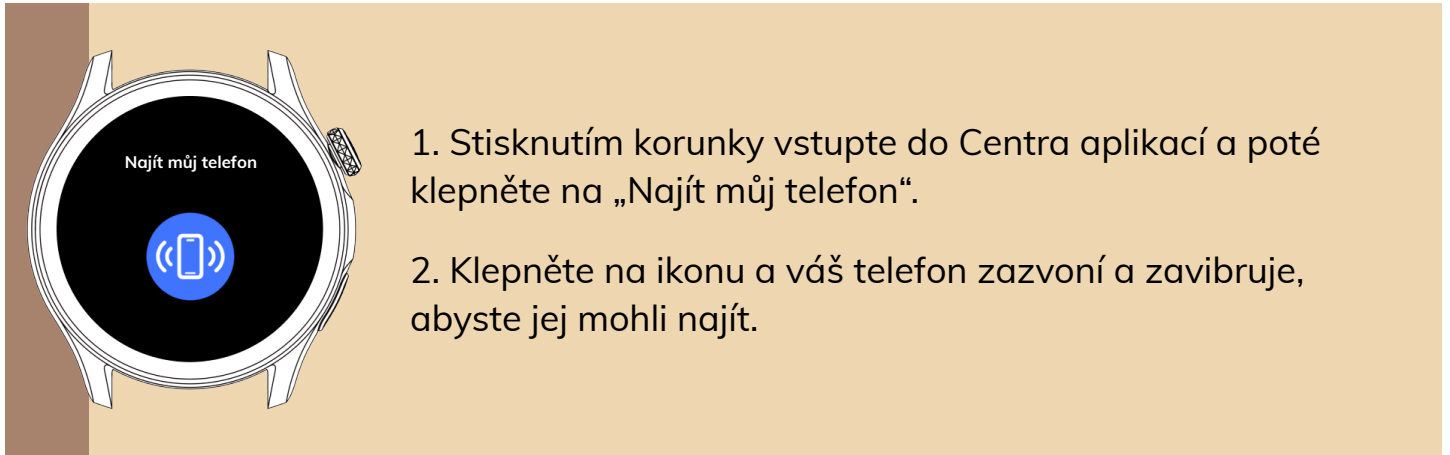 Najít můj telefon
1. Stisknutím korunky vstupte do Centra aplikací a poté
klepněte na „Najít můj telefon“.
2. Klepněte na ikonu a váš telefon zazvoní a zavibruje,
abyste jej mohli najít.